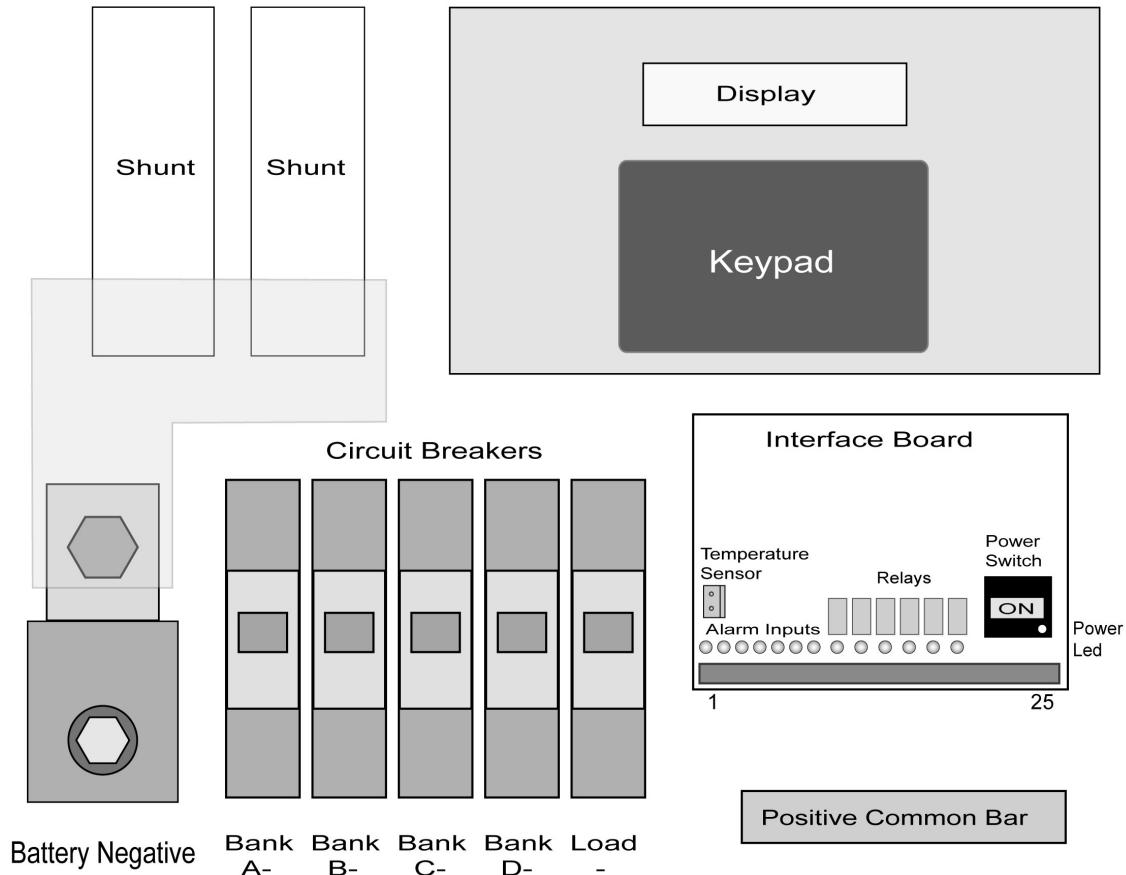 Display
Shunt
Shunt
Keypad
Circuit Breakers
Interface Board
Power
Switch
Temperature
Sensor
Relays
ON
Alarm Inputs
Power
Led
1
25
Positive Common Bar
Battery Negative
Bank
A-
Bank
B-
Bank
C-
Bank
D-
Load
-